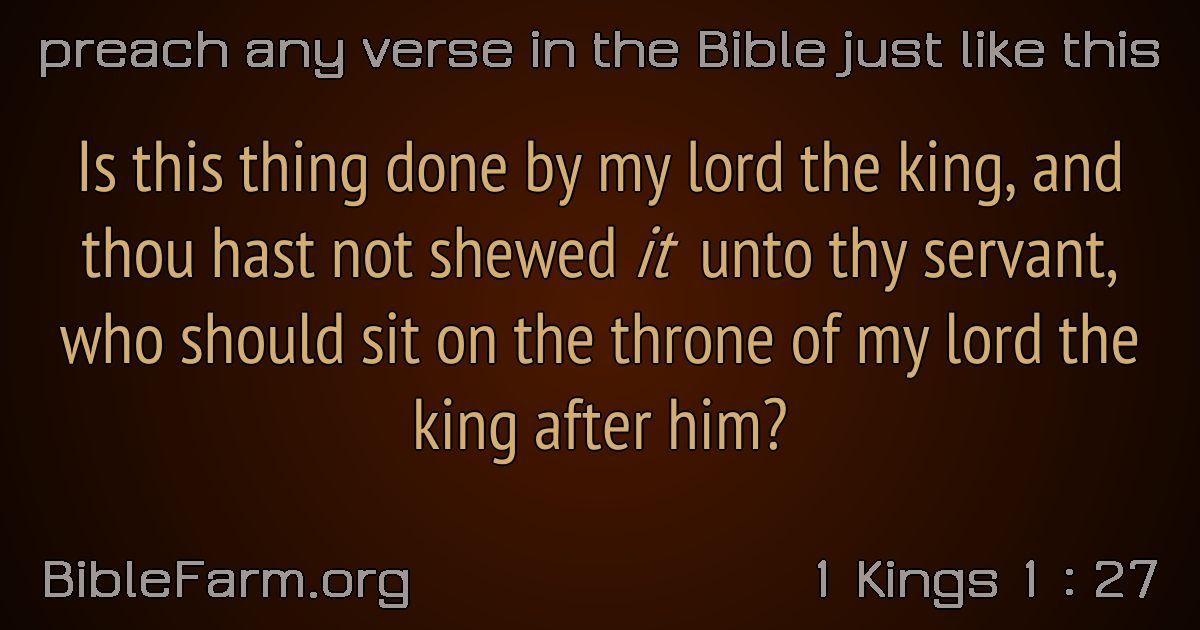 preach any verse in the Bible just like this
Is this thing done by my lord the king, and
thou hast not shewed it unto thy servant,
who should sit on the throne of my lord the
king after him?
BibleFarm.org
1 Kings 1 : 27